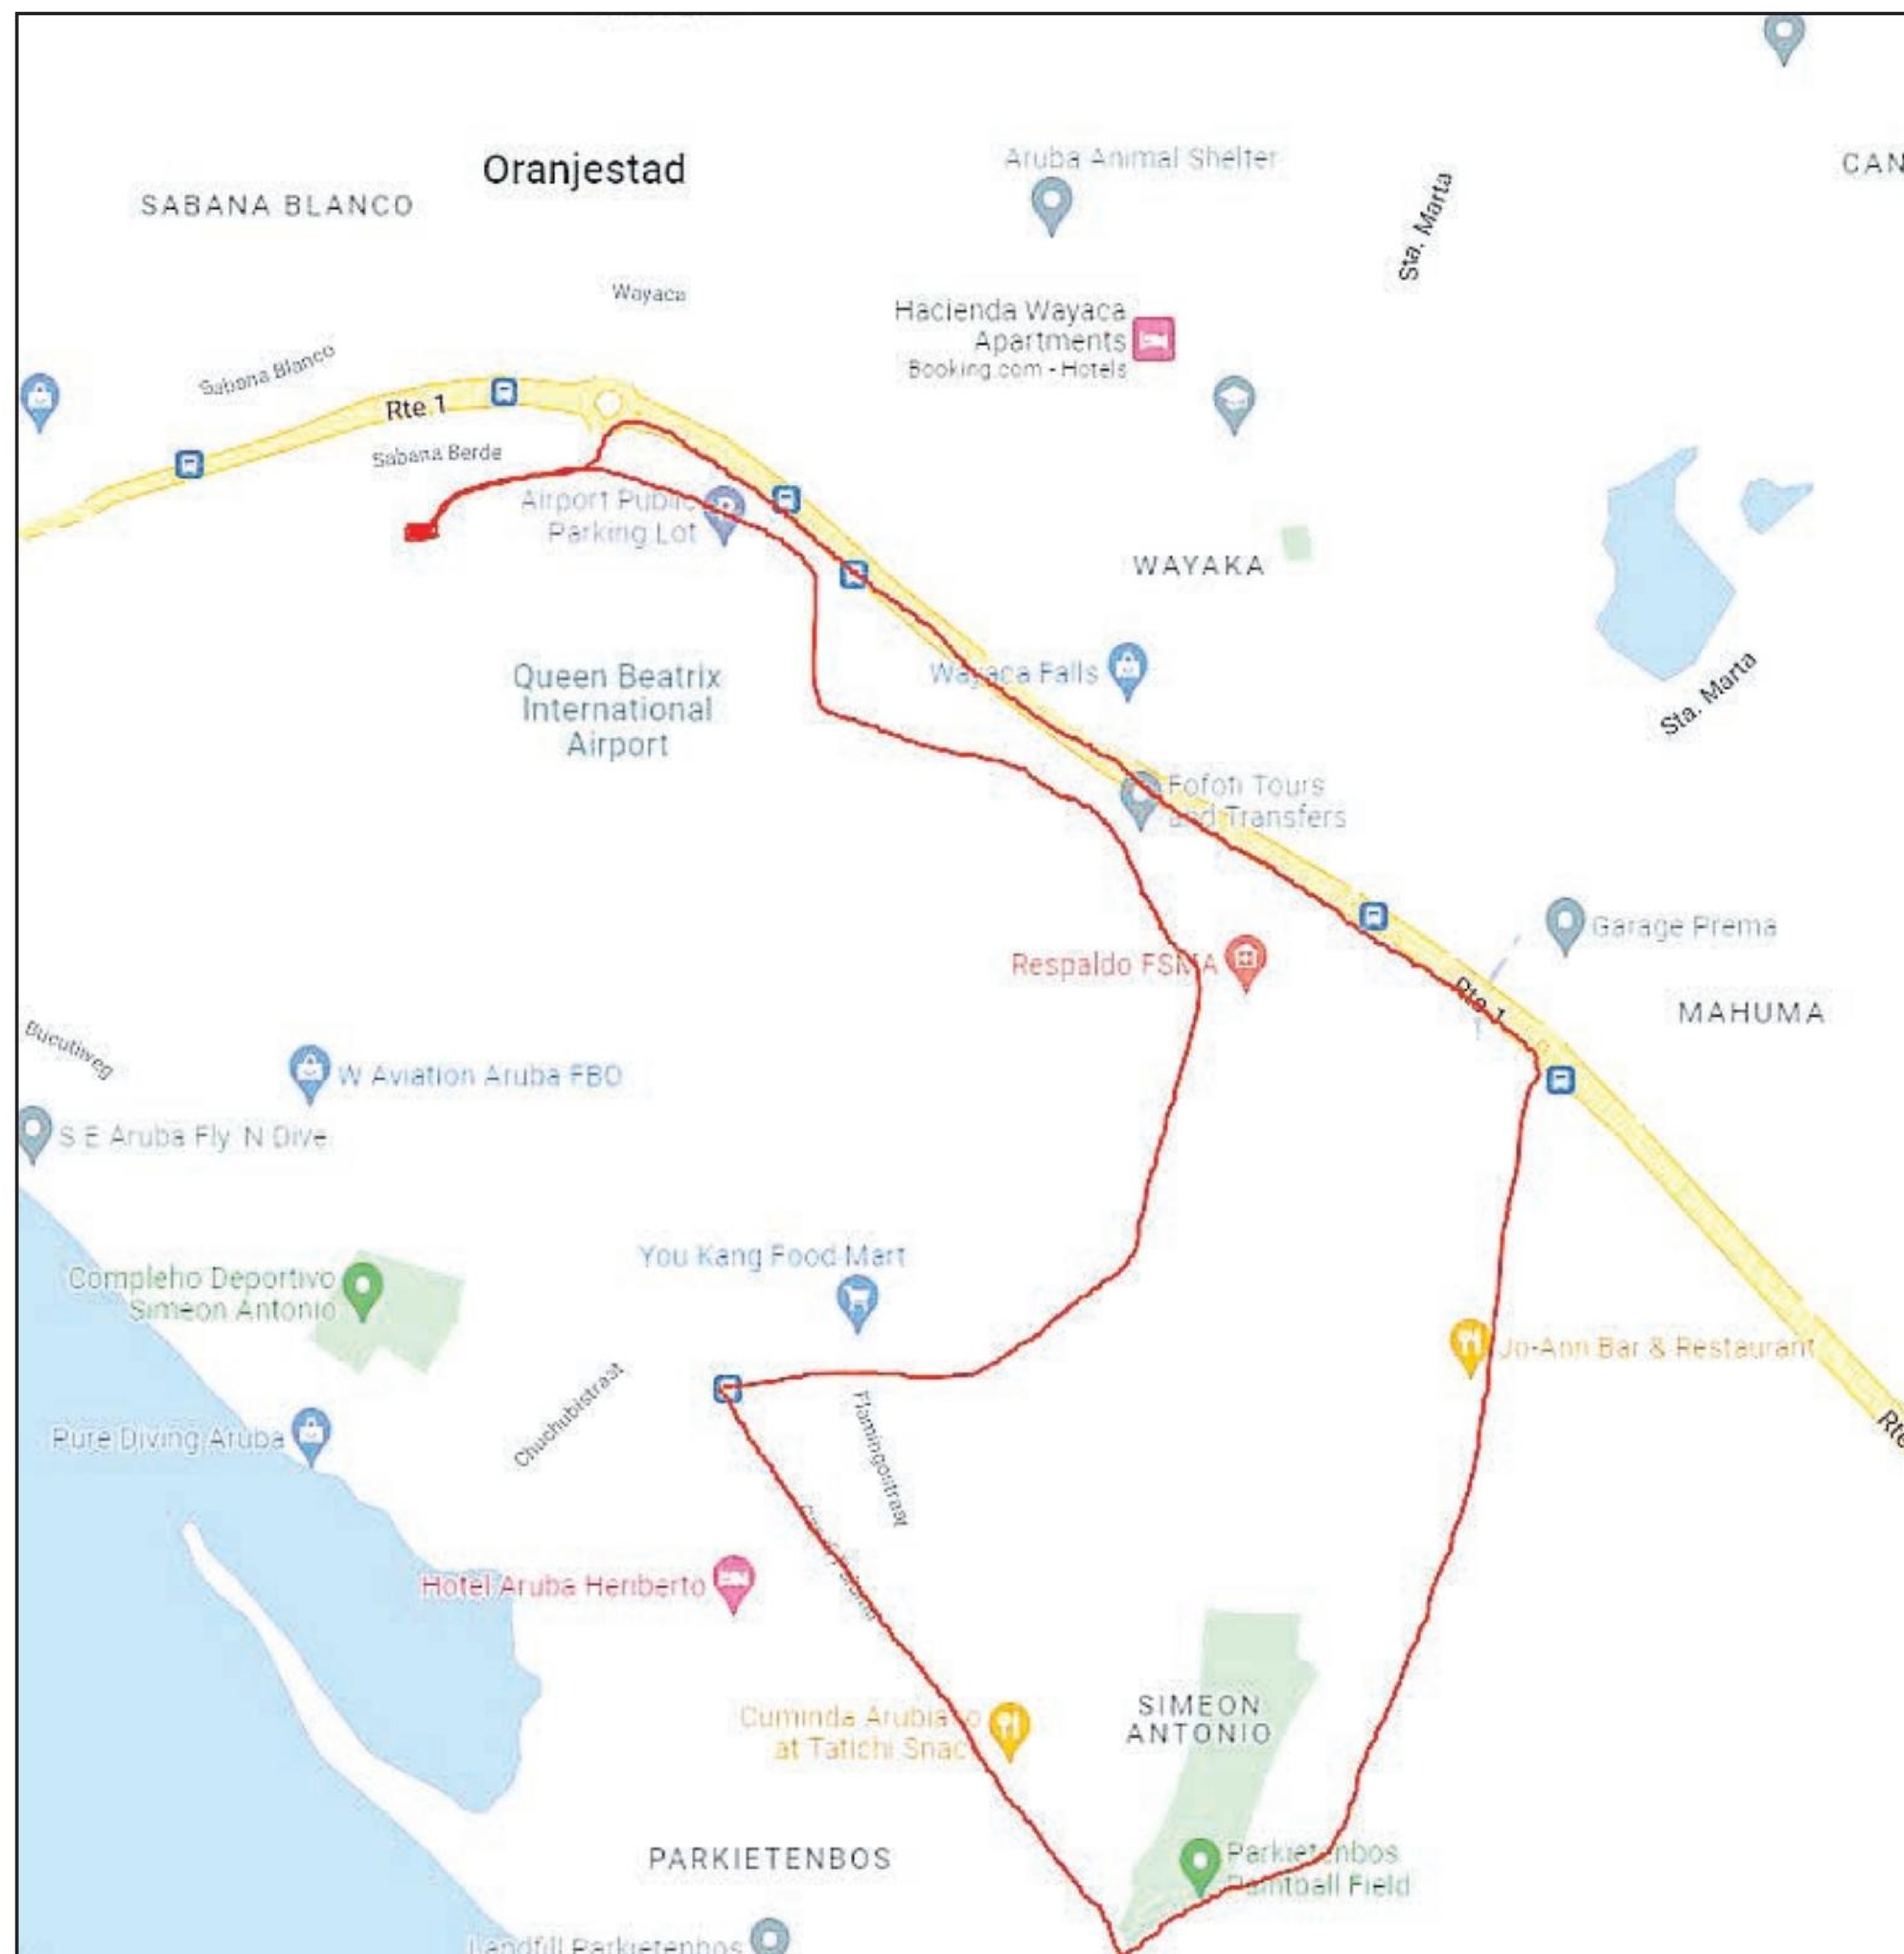 Oranjestad
Aruba Animal Shelter
CAN
SABANA BLANCO
Sta. Marta
Wayaca
Hacienda Wayaca
Apartments
Booking.com - Hotels
Sabana Blanco
Rte 1
Sabana Berde
Airport Public
Parking Lot
WAYAKA
Queen Beatrix
International
Airport
Wayaca Falls
Sta. Marta
Fofoti Tours
and Transfers
Respaldo FSMA
Garage Prema
Rte 1
MAHUMA
Bucutiweg
W Aviation Aruba FBO
S E Aruba Fly 'N Dive
You Kang Food Mart
Compleho Deportivo
Simeon Antonio
Jo-Ann Bar & Restaurant
Chuchubistraat
Flamingostraat
Rte
Pure Diving Aruba
Hotel Aruba Heriberto
SIMEON
ANTONIO
Cuminda Arubiano
at Tatichi Snac
PARKIETENBOS
Parkietenbos
Paintball Field
Landfill Parkietenbos